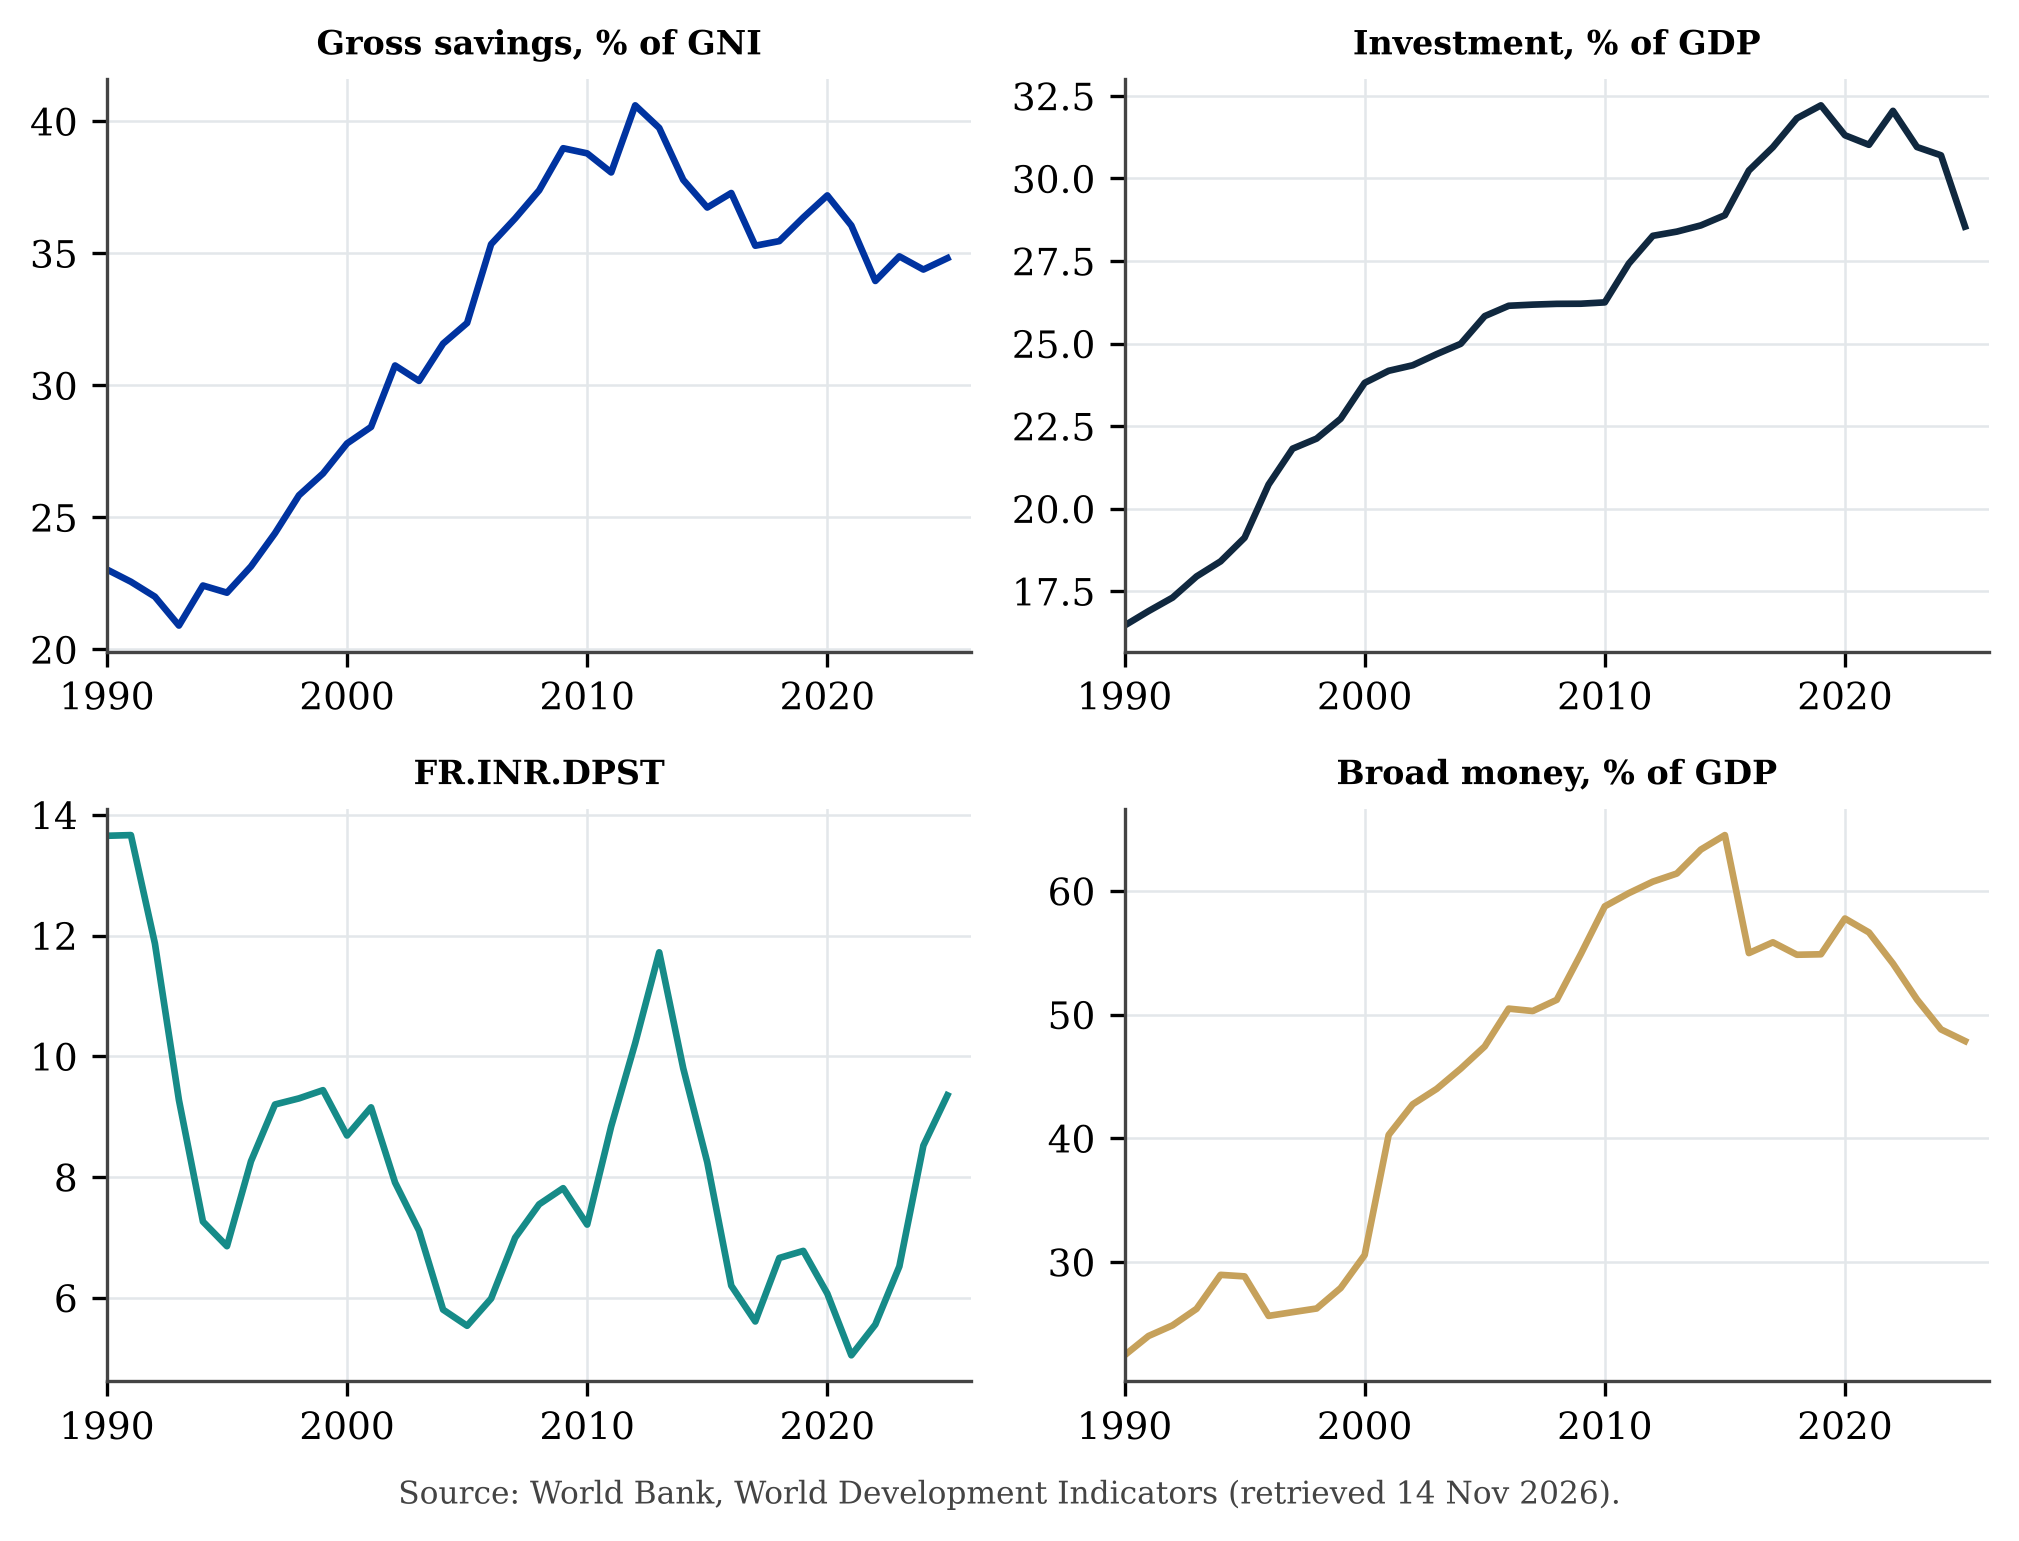 Gross savings, % of GNI
40
35
30
25
20
1990 2000 2010 2020
Investment, % of GDP
32.5
30.0
27.5
25.0
22.5
20.0
17.5
1990 2000 2010 2020
FR.INR.DPST
14
12
10
8
6
1990 2000 2010 2020
Broad money, % of GDP
60
50
40
30
1990 2000 2010 2020
Source: World Bank, World Development Indicators (retrieved 14 Nov 2026).